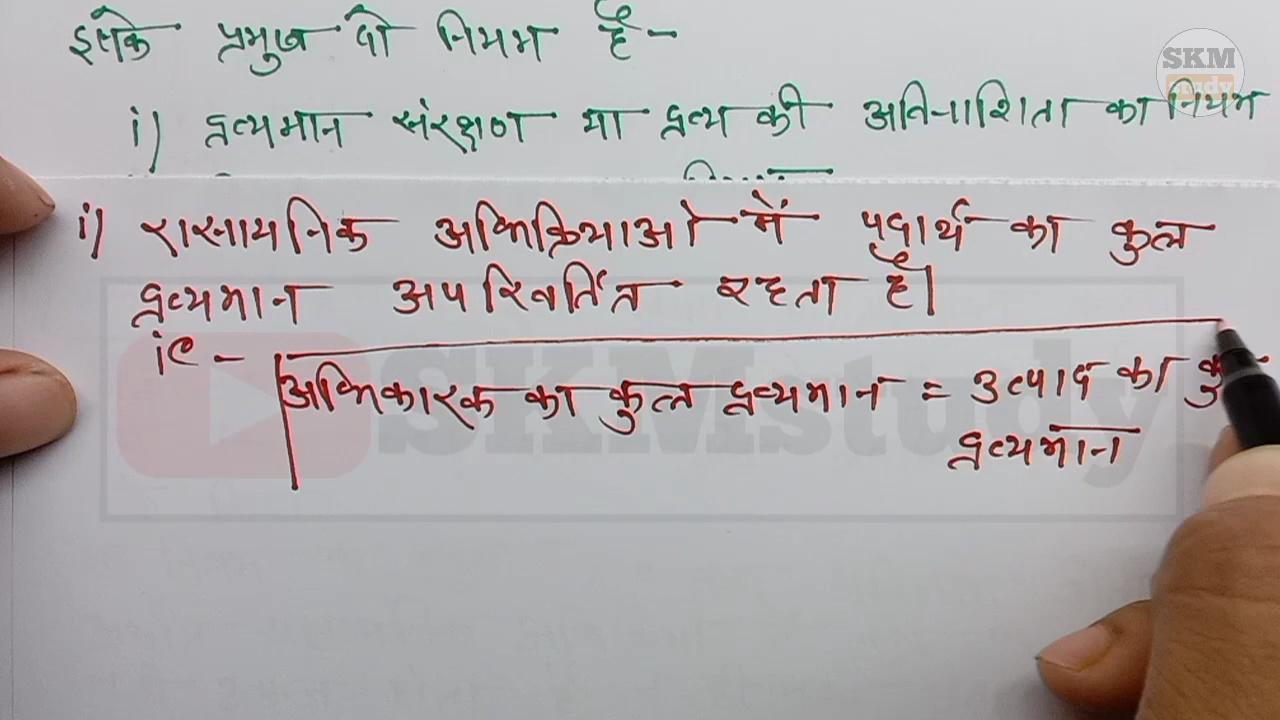 इसके प्रमुख दो नियम है -
SKM
study
i) द्रव्यमान संरक्षण या द्रव्य की अविनाशिता का नियम
i) रासायनिक अभिक्रियाओं में पदार्थ का कुल
द्रव्यमान अपरिवर्तित रहता है।
ie - अभिकारक का कुल द्रव्यमान = उत्पाद का
द्रव्यमान
SKMstudy